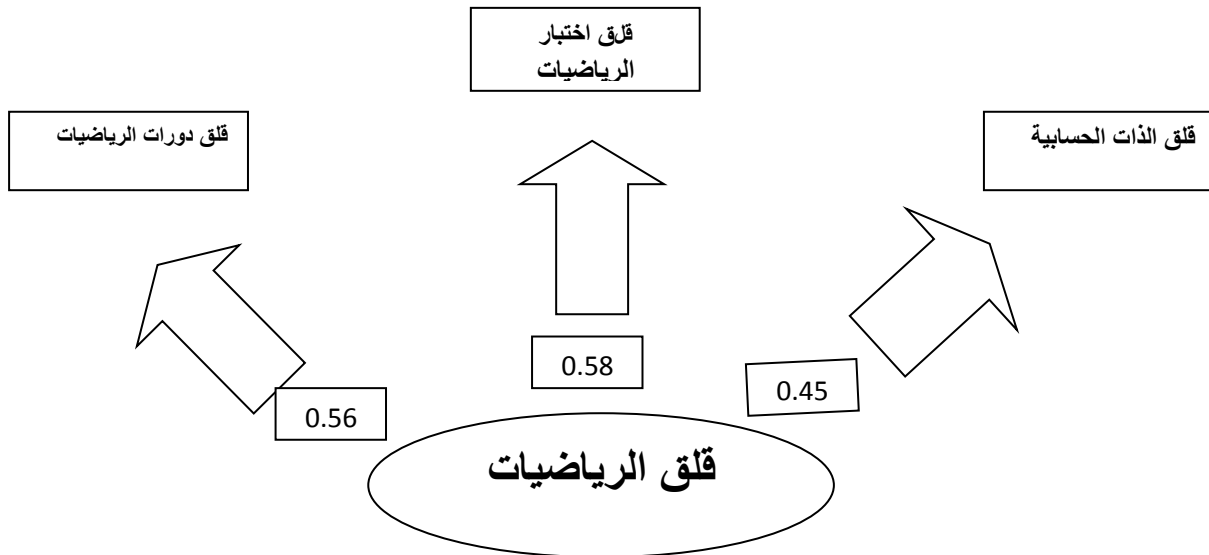 قلق اختبار
الرياضيات
قلق الذات الحسابية
قلق دورات الرياضيات
0.58
0.45
0.56
قلق الرياضيات